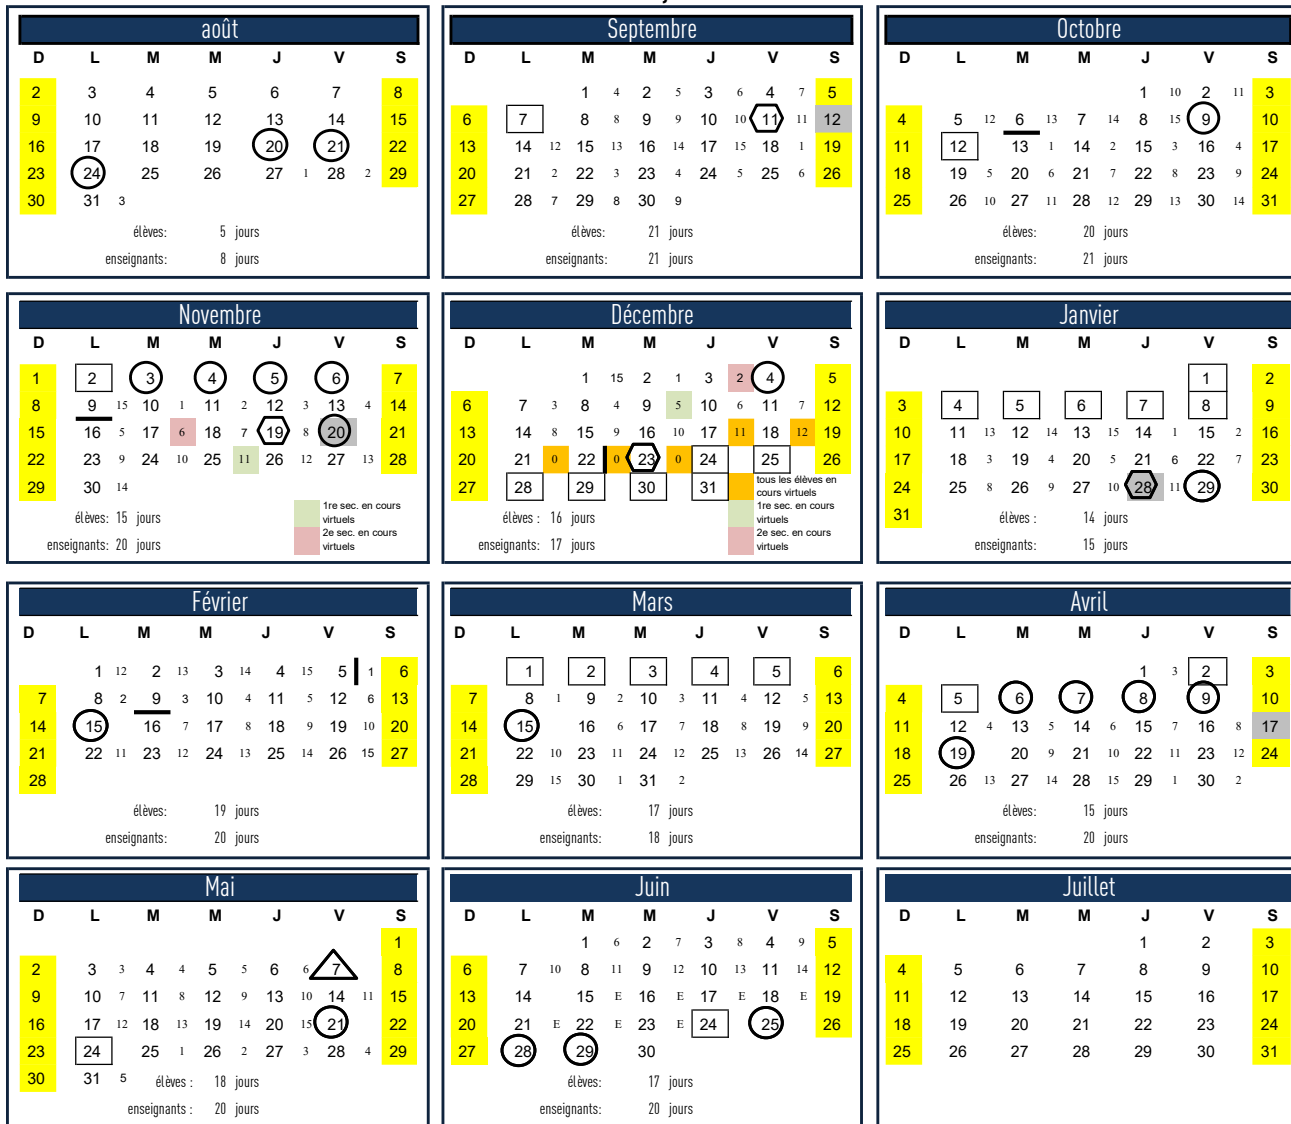 août
D L M M J V S
2 3 4 5 6 7 8
9 10 11 12 13 14 15
16 17 18 19 20 21 22
23 24 25 26 27 1 28 2 29
30 31 3
élèves: 5 jours
enseignants: 8 jours
Septembre
D L M M J V S
1 4 2 5 3 6 4 7 5
6 7 8 8 9 9 10 10 11 11 12
13 14 12 15 13 16 14 17 15 18 1 19
20 21 2 22 3 23 4 24 5 25 6 26
27 28 7 29 8 30 9
élèves: 21 jours
enseignants: 21 jours
Octobre
D L M M J V S
1 10 2 11 3
4 5 12 6 13 7 14 8 15 9 10
11 12 13 1 14 2 15 3 16 4 17
18 19 5 20 6 21 7 22 8 23 9 24
25 26 10 27 11 28 12 29 13 30 14 31
élèves: 20 jours
enseignants: 21 jours
Novembre
D L M M J V S
1 2 3 4 5 6 7
8 9 15 10 1 11 2 12 3 13 4 14
15 16 5 17 6 18 7 19 8 20 21
22 23 9 24 10 25 11 26 12 27 13 28
29 30 14
élèves: 15 jours
enseignants: 20 jours
1re sec. en cours
virtuels
2e sec. en cours
virtuels
Décembre
D L M M J V S
1 15 2 1 3 2 4 5
6 7 3 8 4 9 5 10 6 11 7 12
13 14 8 15 9 16 10 17 11 18 12 19
20 21 0 22 0 23 0 24 25 26
27 28 29 30 31
tous les élèves en
cours virtuels
1re sec. en cours
virtuels
2e sec. en cours
virtuels
élèves : 16 jours
enseignants: 17 jours
Janvier
D L M M J V S
1 2
3 4 5 6 7 8 9
10 11 13 12 14 13 15 14 1 15 2 16
17 18 3 19 4 20 5 21 6 22 7 23
24 25 8 26 9 27 10 28 11 29 30
31
élèves : 14 jours
enseignants: 15 jours
Février
D L M M J V S
1 12 2 13 3 14 4 15 5 1 6
7 8 2 9 3 10 4 11 5 12 6 13
14 15 16 7 17 8 18 9 19 10 20
21 22 11 23 12 24 13 25 14 26 15 27
28
élèves: 19 jours
enseignants: 20 jours
Mars
D L M M J V S
1 2 3 4 5 6
7 8 1 9 2 10 3 11 4 12 5 13
14 15 16 6 17 7 18 8 19 9 20
21 22 10 23 11 24 12 25 13 26 14 27
28 29 15 30 1 31 2
élèves: 17 jours
enseignants: 18 jours
Avril
D L M M J V S
1 3 2 3
4 5 6 7 8 9 10
11 12 4 13 5 14 6 15 7 16 8 17
18 19 20 9 21 10 22 11 23 12 24
25 26 13 27 14 28 15 29 1 30 2
élèves: 15 jours
enseignants: 20 jours
Mai
D L M M J V S
1
2 3 3 4 4 5 5 6 6 7 8
9 10 7 11 8 12 9 13 10 14 11 15
16 17 12 18 13 19 14 20 15 21 22
23 24 25 1 26 2 27 3 28 4 29
30 31 5
élèves : 18 jours
enseignants : 20 jours
Juin
D L M M J V S
1 6 2 7 3 8 4 9 5
6 7 10 8 11 9 12 10 13 11 14 12
13 14 15 E 16 E 17 E 18 E 19
20 21 E 22 E 23 E 24 25 26
27 28 29 30
élèves: 17 jours
enseignants: 20 jours
Juillet
D L M M J V S
1 2 3
4 5 6 7 8 9 10
11 12 13 14 15 16 17
18 19 20 21 22 23 24
25 26 27 28 29 30 31